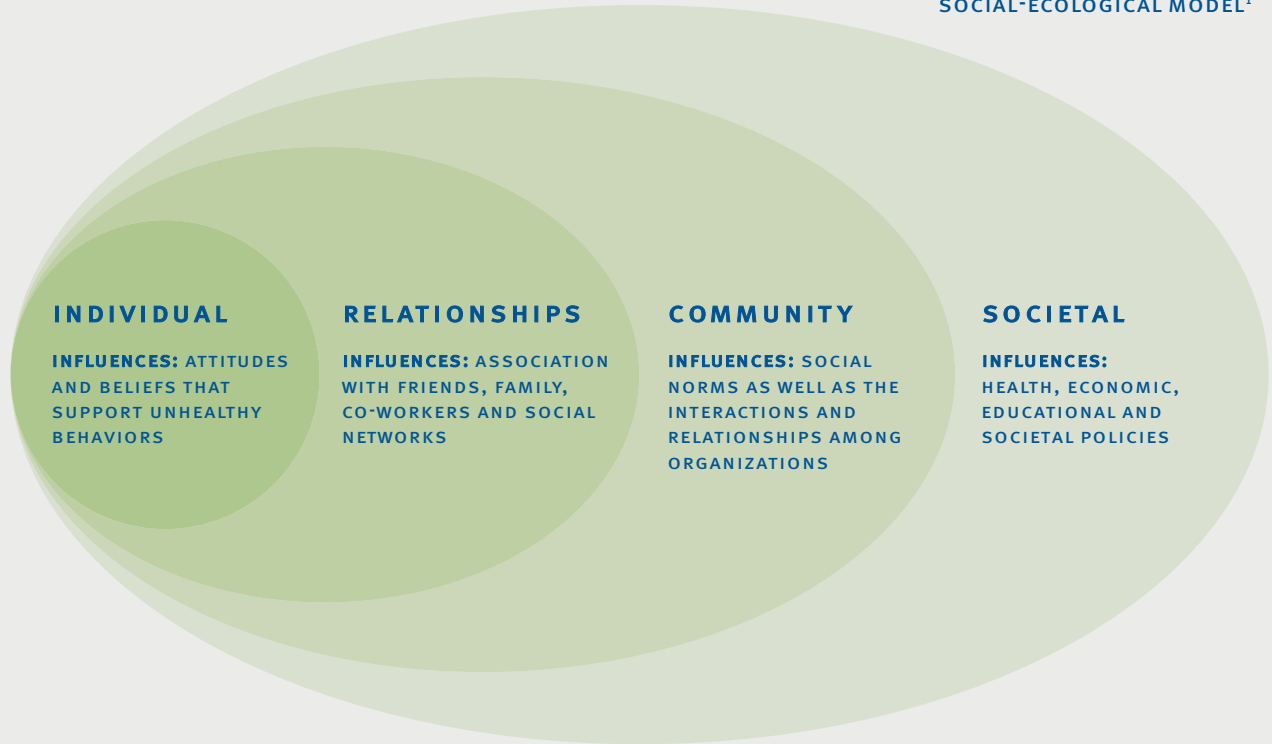 SOCIAL-ECOLOGICAL MODEL¹
INDIVIDUAL
INFLUENCES: ATTITUDES
AND BELIEFS THAT
SUPPORT UNHEALTHY
BEHAVIORS
RELATIONSHIPS
INFLUENCES: ASSOCIATION
WITH FRIENDS, FAMILY,
CO-WORKERS AND SOCIAL
NETWORKS
COMMUNITY
INFLUENCES: SOCIAL
NORMS AS WELL AS THE
INTERACTIONS AND
RELATIONSHIPS AMONG
ORGANIZATIONS
SOCIETAL
INFLUENCES:
HEALTH, ECONOMIC,
EDUCATIONAL AND
SOCIETAL POLICIES